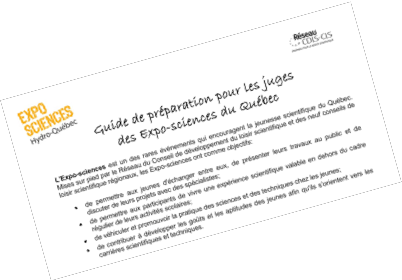 EXPO
SCIENCES
Hydro-Québec
Réseau
CDLS-CLS
Guide de préparation pour les juges
des Expo-sciences du Québec
L'Expo-sciences est un des rares évènements qui encouragent la jeunesse scientifique du Québec.
Mises sur pied par le Réseau du Conseil de développement du loisir scientifique et des neuf conseils de
loisir scientifique régionaux, les Expo-sciences ont comme objectifs:
• de permettre aux jeunes d'échanger entre eux, de présenter leurs travaux au public et de
discuter de leurs projets avec des spécialistes;
• de permettre aux participants de vivre une expérience scientifique valable en dehors du cadre
régulier de leurs activités scolaires;
• de véhiculer et promouvoir la pratique des sciences et des techniques chez les jeunes;
• de contribuer à développer les goûts et les aptitudes des jeunes afin qu'ils s'orientent vers les
carrières scientifiques et techniques.